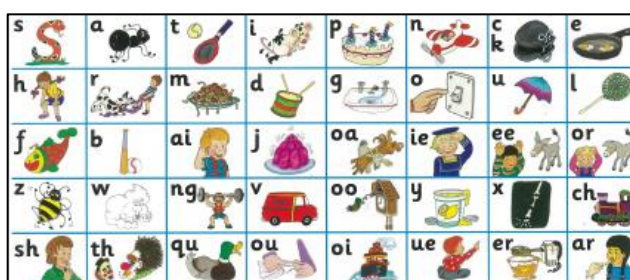 s a t i p n c k e
h r m d g o u l
f b ai j oa ie ee or
z w ng v oo y x ch
sh th qu ou oi ue er ar